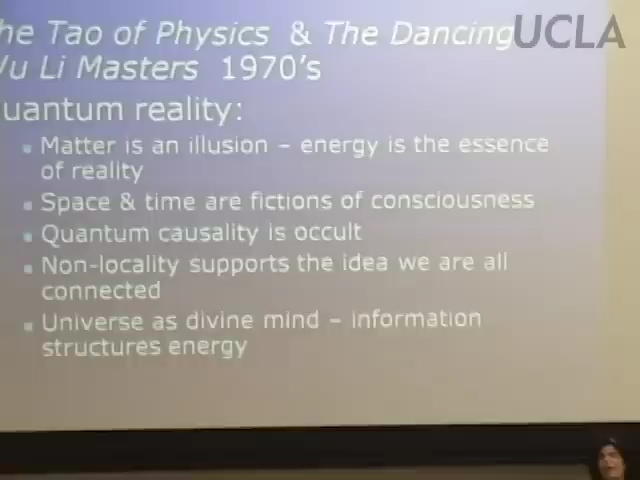 he Tao of Physics & The Dancing
Wu Li Masters 1970's
uantum reality:
Matter is an illusion – energy is the essence
of reality
Space & time are fictions of consciousness
Quantum causality is occult
Non-locality supports the idea we are all
connected
Universe as divine mind – information
structures energy
UCLA